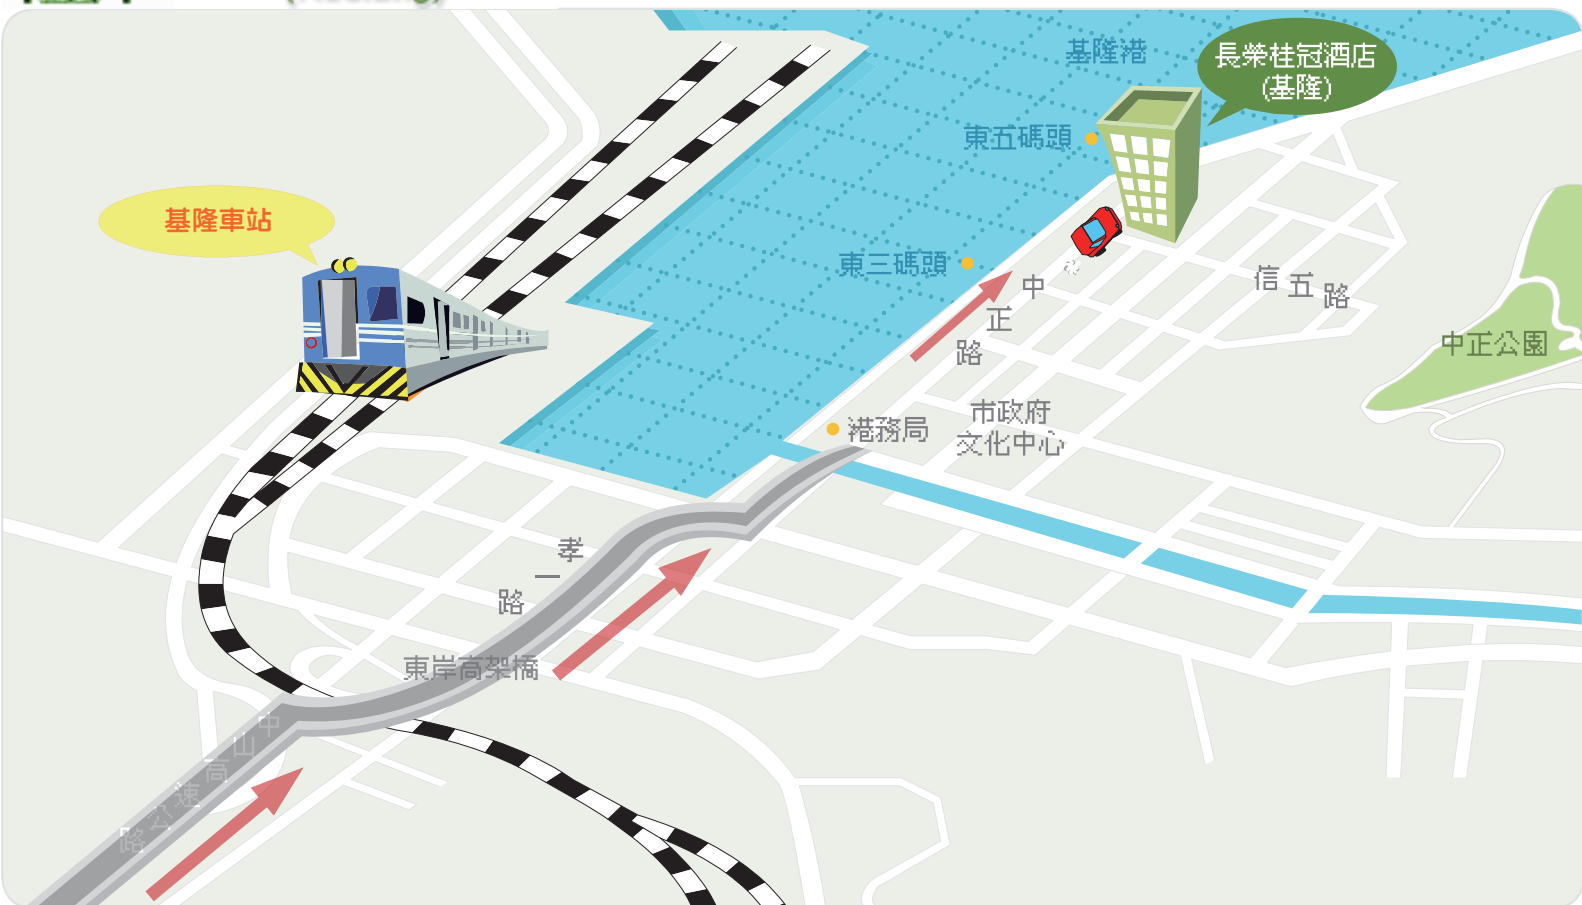 基隆港
長榮桂冠酒店
(基隆)
東五碼頭
基隆車站
東三碼頭
信五路
中正路
中正公園
港務局
市政府
文化中心
孝一路
東岸高架橋
中山高速公路